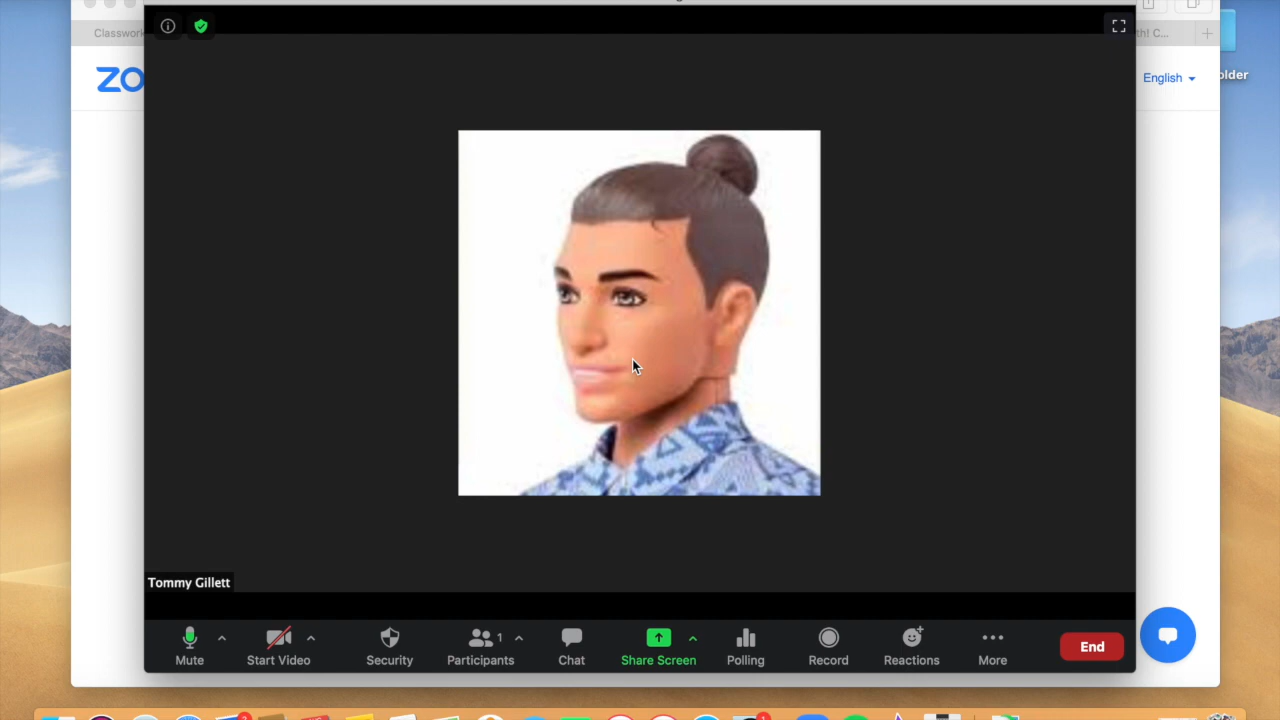 Classwork
th! C...
ZO
English
older
Tommy Gillett
1
Mute
Start Video
Security
Participants
Chat
Share Screen
Polling
Record
Reactions
More
End